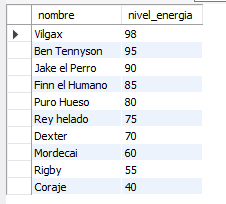 nombre nivel_energia
Vilgax 98
Ben Tennyson 95
Jake el Perro 90
Finn el Humano 85
Puro Hueso 80
Rey helado 75
Dexter 70
Mordecai 60
Rigby 55
Coraje 40